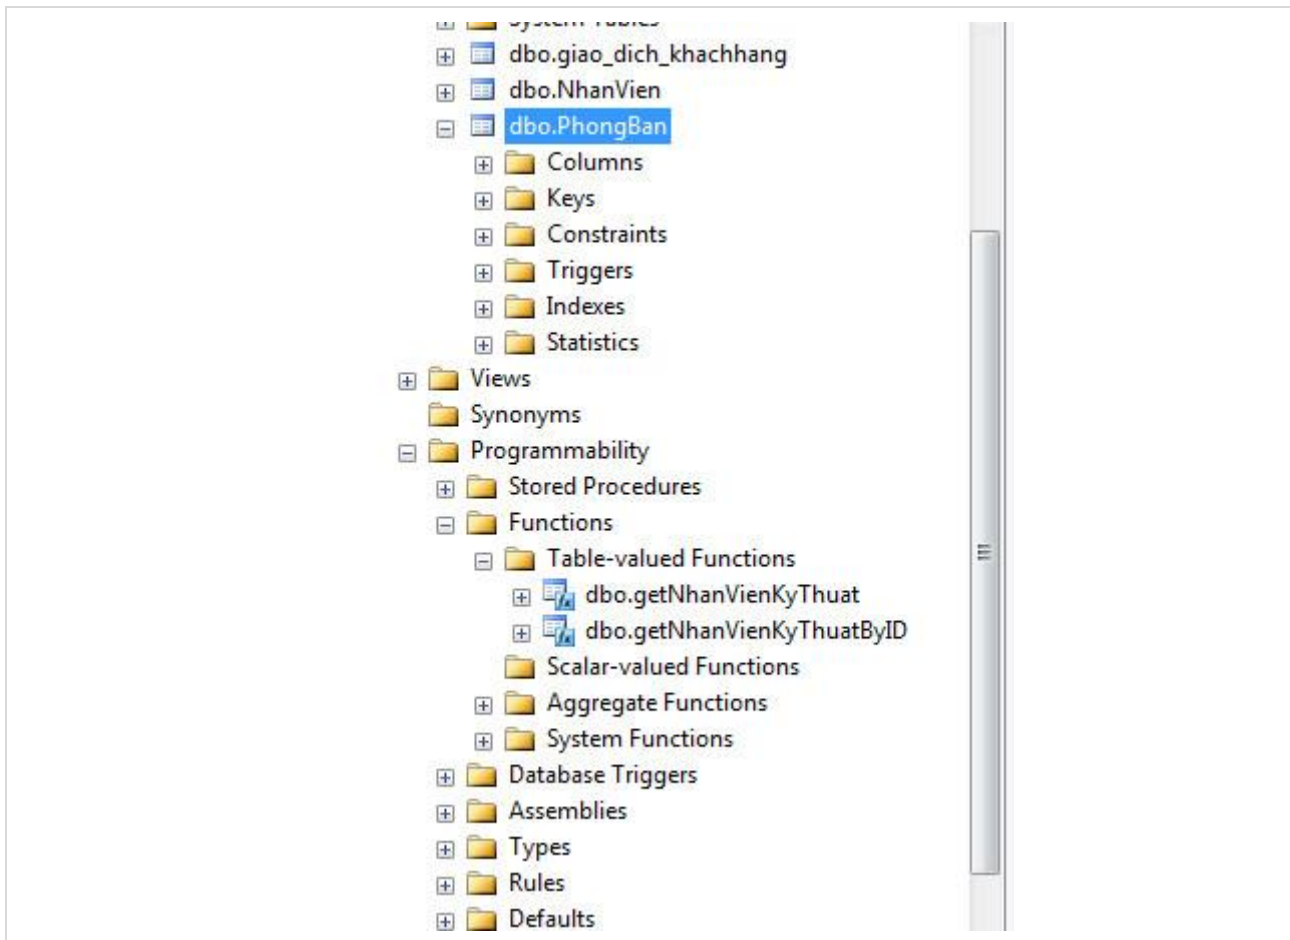 System Tables
dbo.giao_dich_khachhang
dbo.NhanVien
dbo.PhongBan
Columns
Keys
Constraints
Triggers
Indexes
Statistics
Views
Synonyms
Programmability
Stored Procedures
Functions
Table-valued Functions
dbo.getNhanVienKyThuat
dbo.getNhanVienKyThuatByID
Scalar-valued Functions
Aggregate Functions
System Functions
Database Triggers
Assemblies
Types
Rules
Defaults